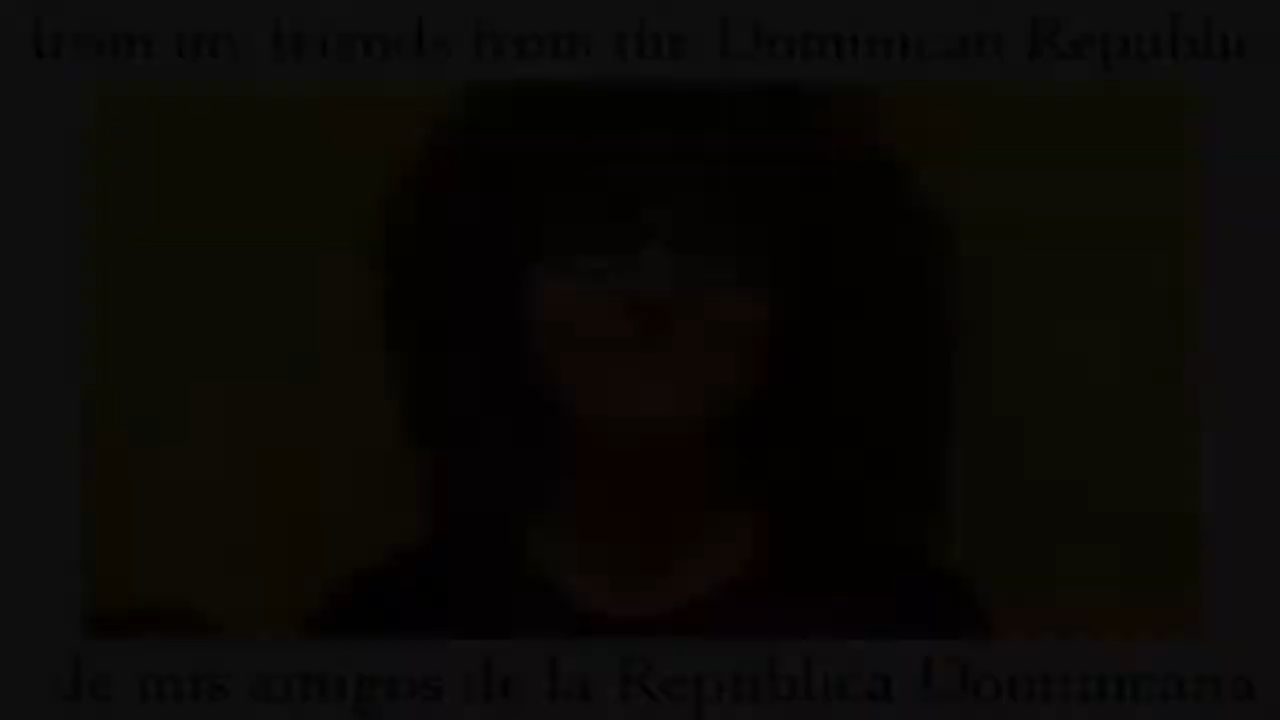 from my friends from the Dominican Republic
de mis amigos de la Republica Dominicana